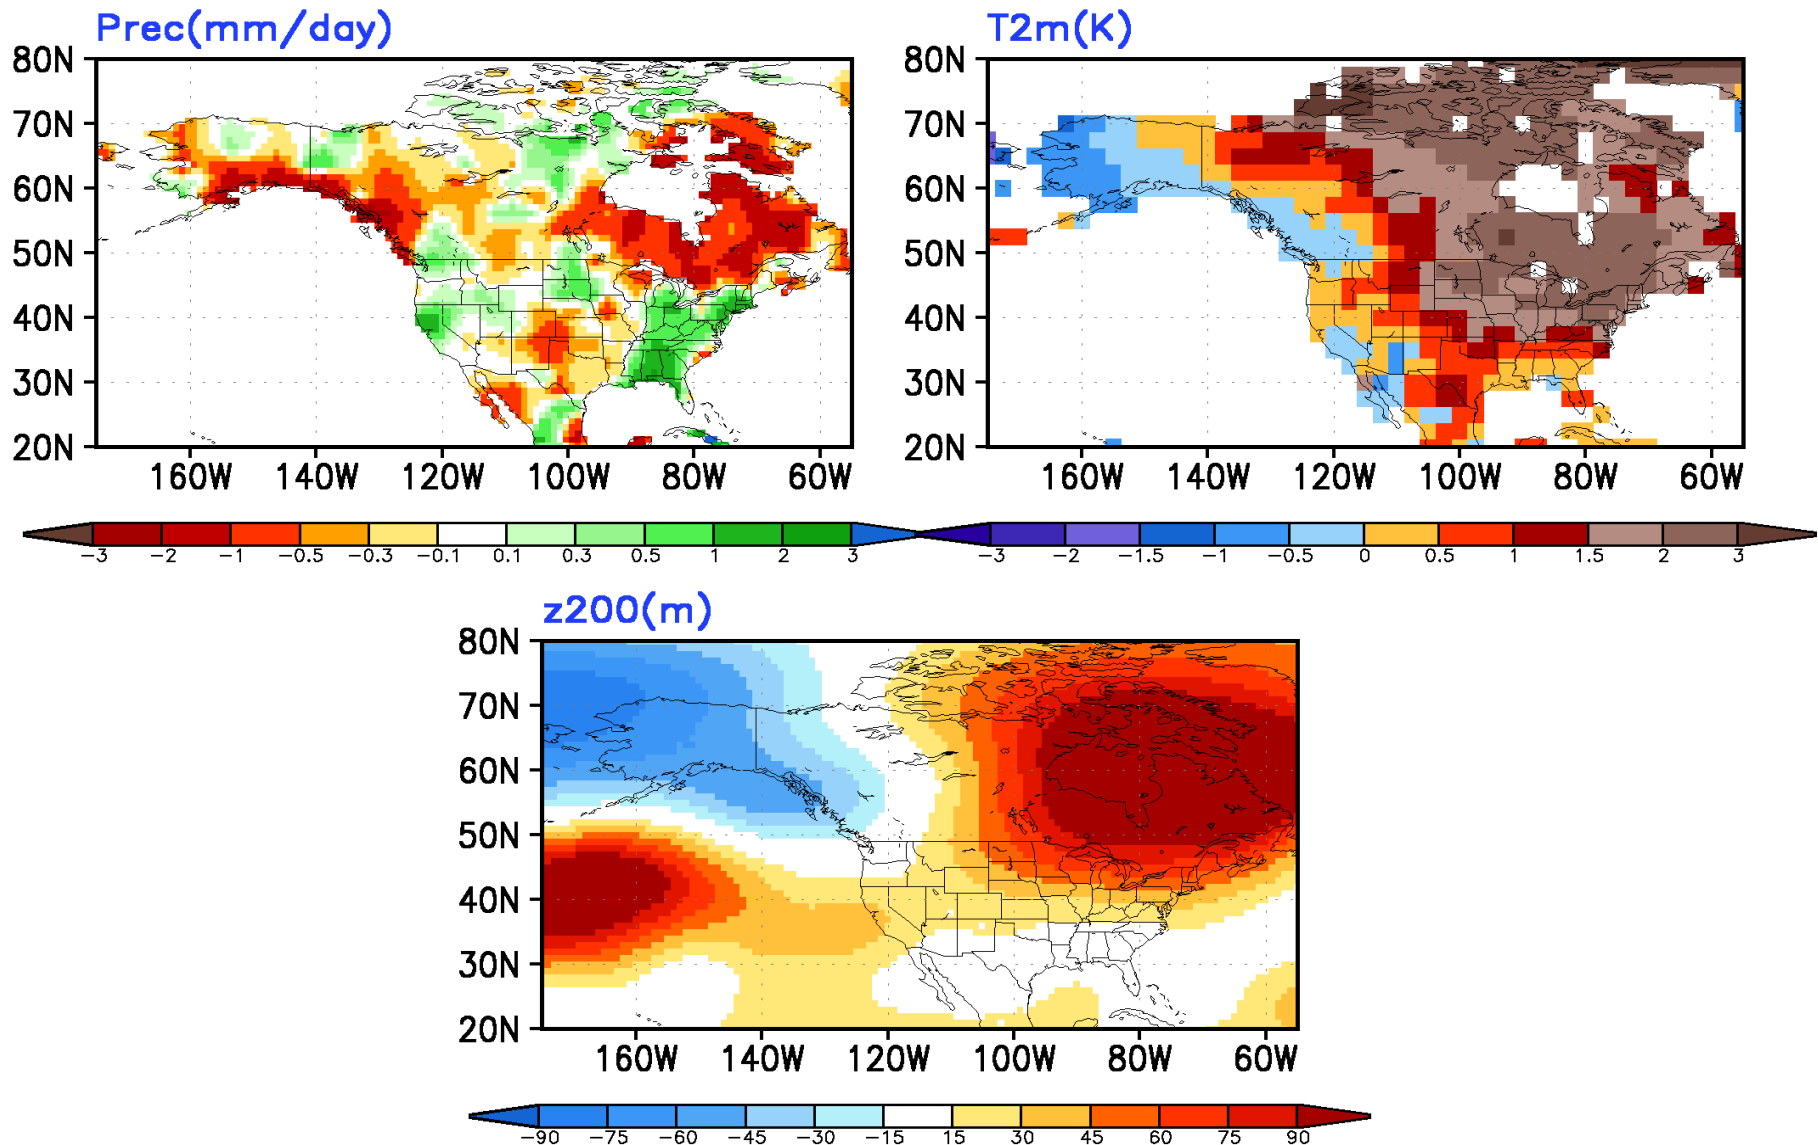 Prec(mm/day)
80N
70N
60N
50N
40N
30N
20N
160W 140W 120W 100W 80W 60W
-3 -2 -1 -0.5 -0.3 -0.1 0.1 0.3 0.5 1 2 3
T2m(K)
80N
70N
60N
50N
40N
30N
20N
160W 140W 120W 100W 80W 60W
-3 -2 -1.5 -1 -0.5 0 0.5 1 1.5 2 3
z200(m)
80N
70N
60N
50N
40N
30N
20N
160W 140W 120W 100W 80W 60W
-90 -75 -60 -45 -30 -15 15 30 45 60 75 90